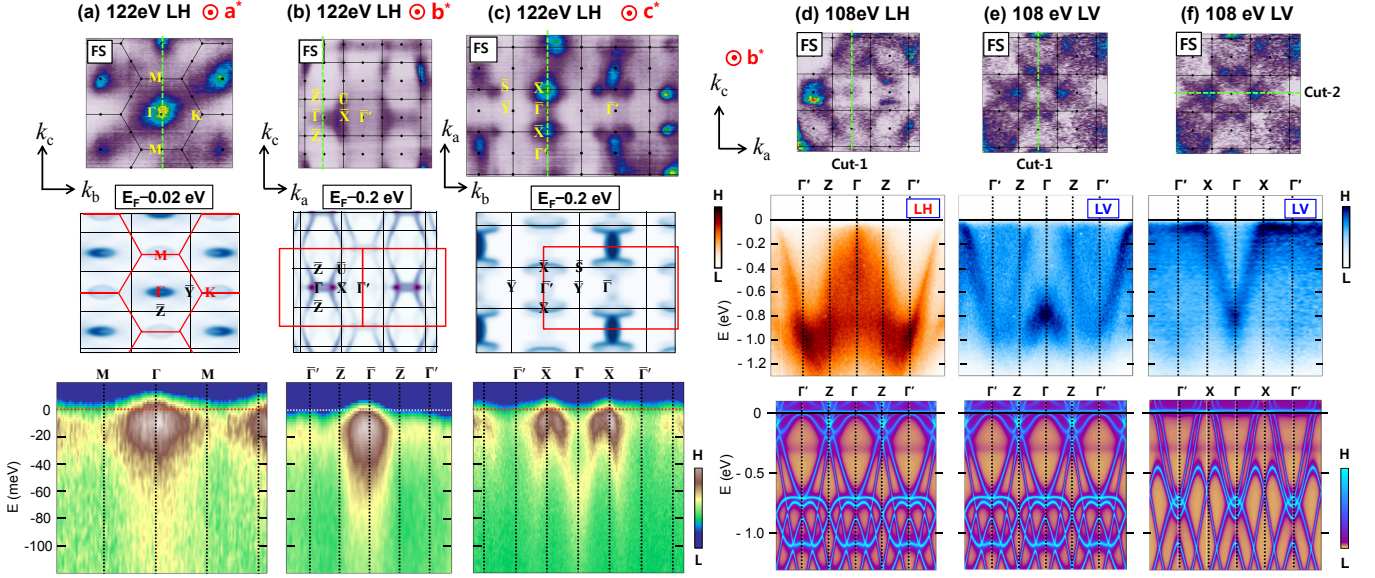 (a) 122eV LH ⊙ a*
FS
M
Γ
K
M
k_c
k_b
E_F−0.02 eV
M
Γ
Y̅
K
Z̅
M Γ M
E (meV)
0
-20
-40
-60
-80
-100
(b) 122eV LH ⊙ b*
FS
Z̅ U̅
Γ̅ X̅ Γ̅'
Z̅
k_c
k_a
E_F−0.2 eV
Z̅ U̅
Γ̅ X̅ Γ̅'
Z̅
Γ̅' Z̅ Γ̅ Z̅ Γ̅'
(c) 122eV LH ⊙ c*
FS
S̅ X̅
Y̅ Γ̅ Γ̅'
X̅
Γ̅'
k_a
k_b
E_F−0.2 eV
X̅ S̅
Y̅ Γ̅' Y̅ Γ̅
X̅
Γ̅' X̅ Γ X̅ Γ̅'
H
L
(d) 108eV LH
FS
⊙ b*
k_c
k_a
Cut-1
Γ' Z Γ Z Γ'
H
L
LH
E (eV)
0
- 0.2
- 0.4
- 0.6
- 0.8
- 1.0
- 1.2
Γ' Z Γ Z Γ'
E (eV)
0
- 0.5
- 1.0
(e) 108 eV LV
FS
Cut-1
Γ' Z Γ Z Γ'
LV
Γ' Z Γ Z Γ'
(f) 108 eV LV
FS
Cut-2
Γ' X Γ X Γ'
LV
H
L
Γ' X Γ X Γ'
H
L